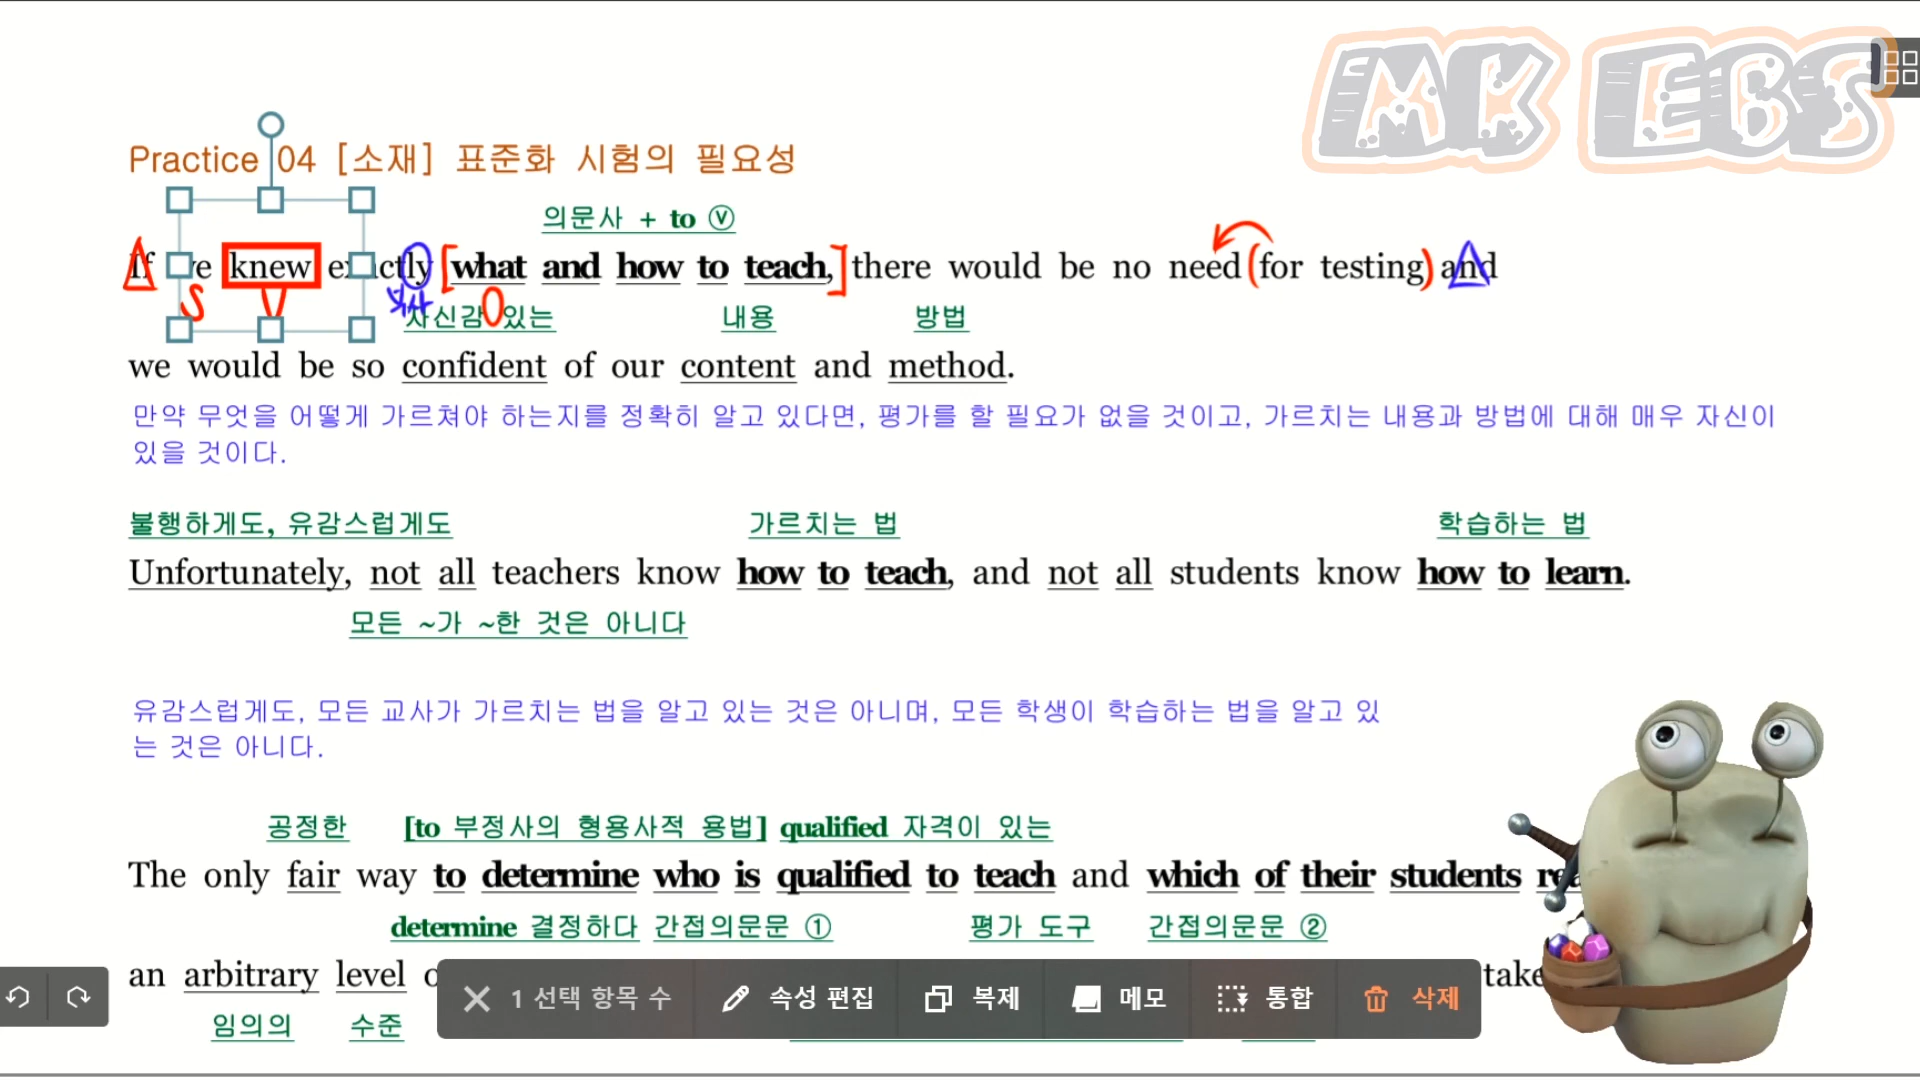 MK EBS
Practice 04 [소재] 표준화 시험의 필요성
의문사 + to ⓥ
If we knew exactly [what and how to teach,] there would be no need (for testing) and
S V O
자신감 있는 내용 방법
we would be so confident of our content and method.
만약 무엇을 어떻게 가르쳐야 하는지를 정확히 알고 있다면, 평가를 할 필요가 없을 것이고, 가르치는 내용과 방법에 대해 매우 자신이
있을 것이다.
불행하게도, 유감스럽게도 가르치는 법 학습하는 법
Unfortunately, not all teachers know how to teach, and not all students know how to learn.
모든 ~가 ~한 것은 아니다
유감스럽게도, 모든 교사가 가르치는 법을 알고 있는 것은 아니며, 모든 학생이 학습하는 법을 알고 있
는 것은 아니다.
공정한 [to 부정사의 형용사적 용법] qualified 자격이 있는
The only fair way to determine who is qualified to teach and which of their students
determine 결정하다 간접의문문 ① 평가 도구 간접의문문 ②
an arbitrary level take
1 선택 항목 수 속성 편집 복제 메모 통합 삭제
임의의 수준